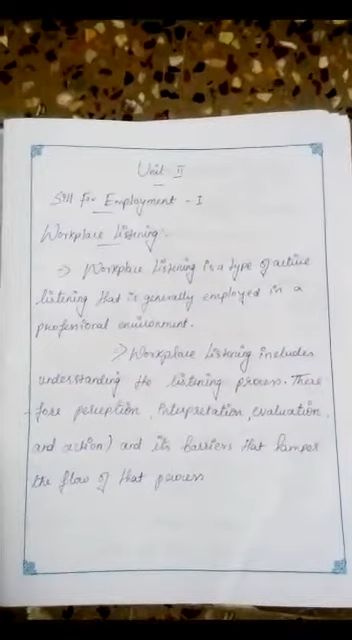 Unit II
Skill For Employment - I
Workplace Listening
-> Workplace Listening is a type of active
listening that is generally employed in a
professional environment.
-> Workplace Listening includes
understanding the listening process. There
fore perception, interpretation, evaluation,
and action) and its barriers that hamper
the flow of that process